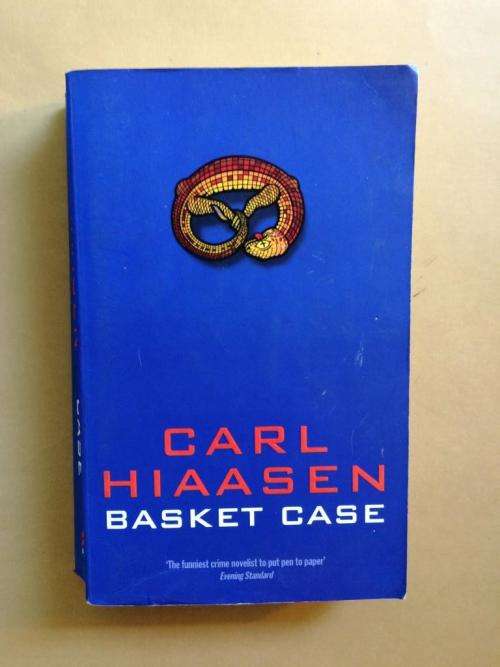 CARL
HIAASEN
BASKET CASE
'The funniest crime novelist to put pen to paper'
Evening Standard